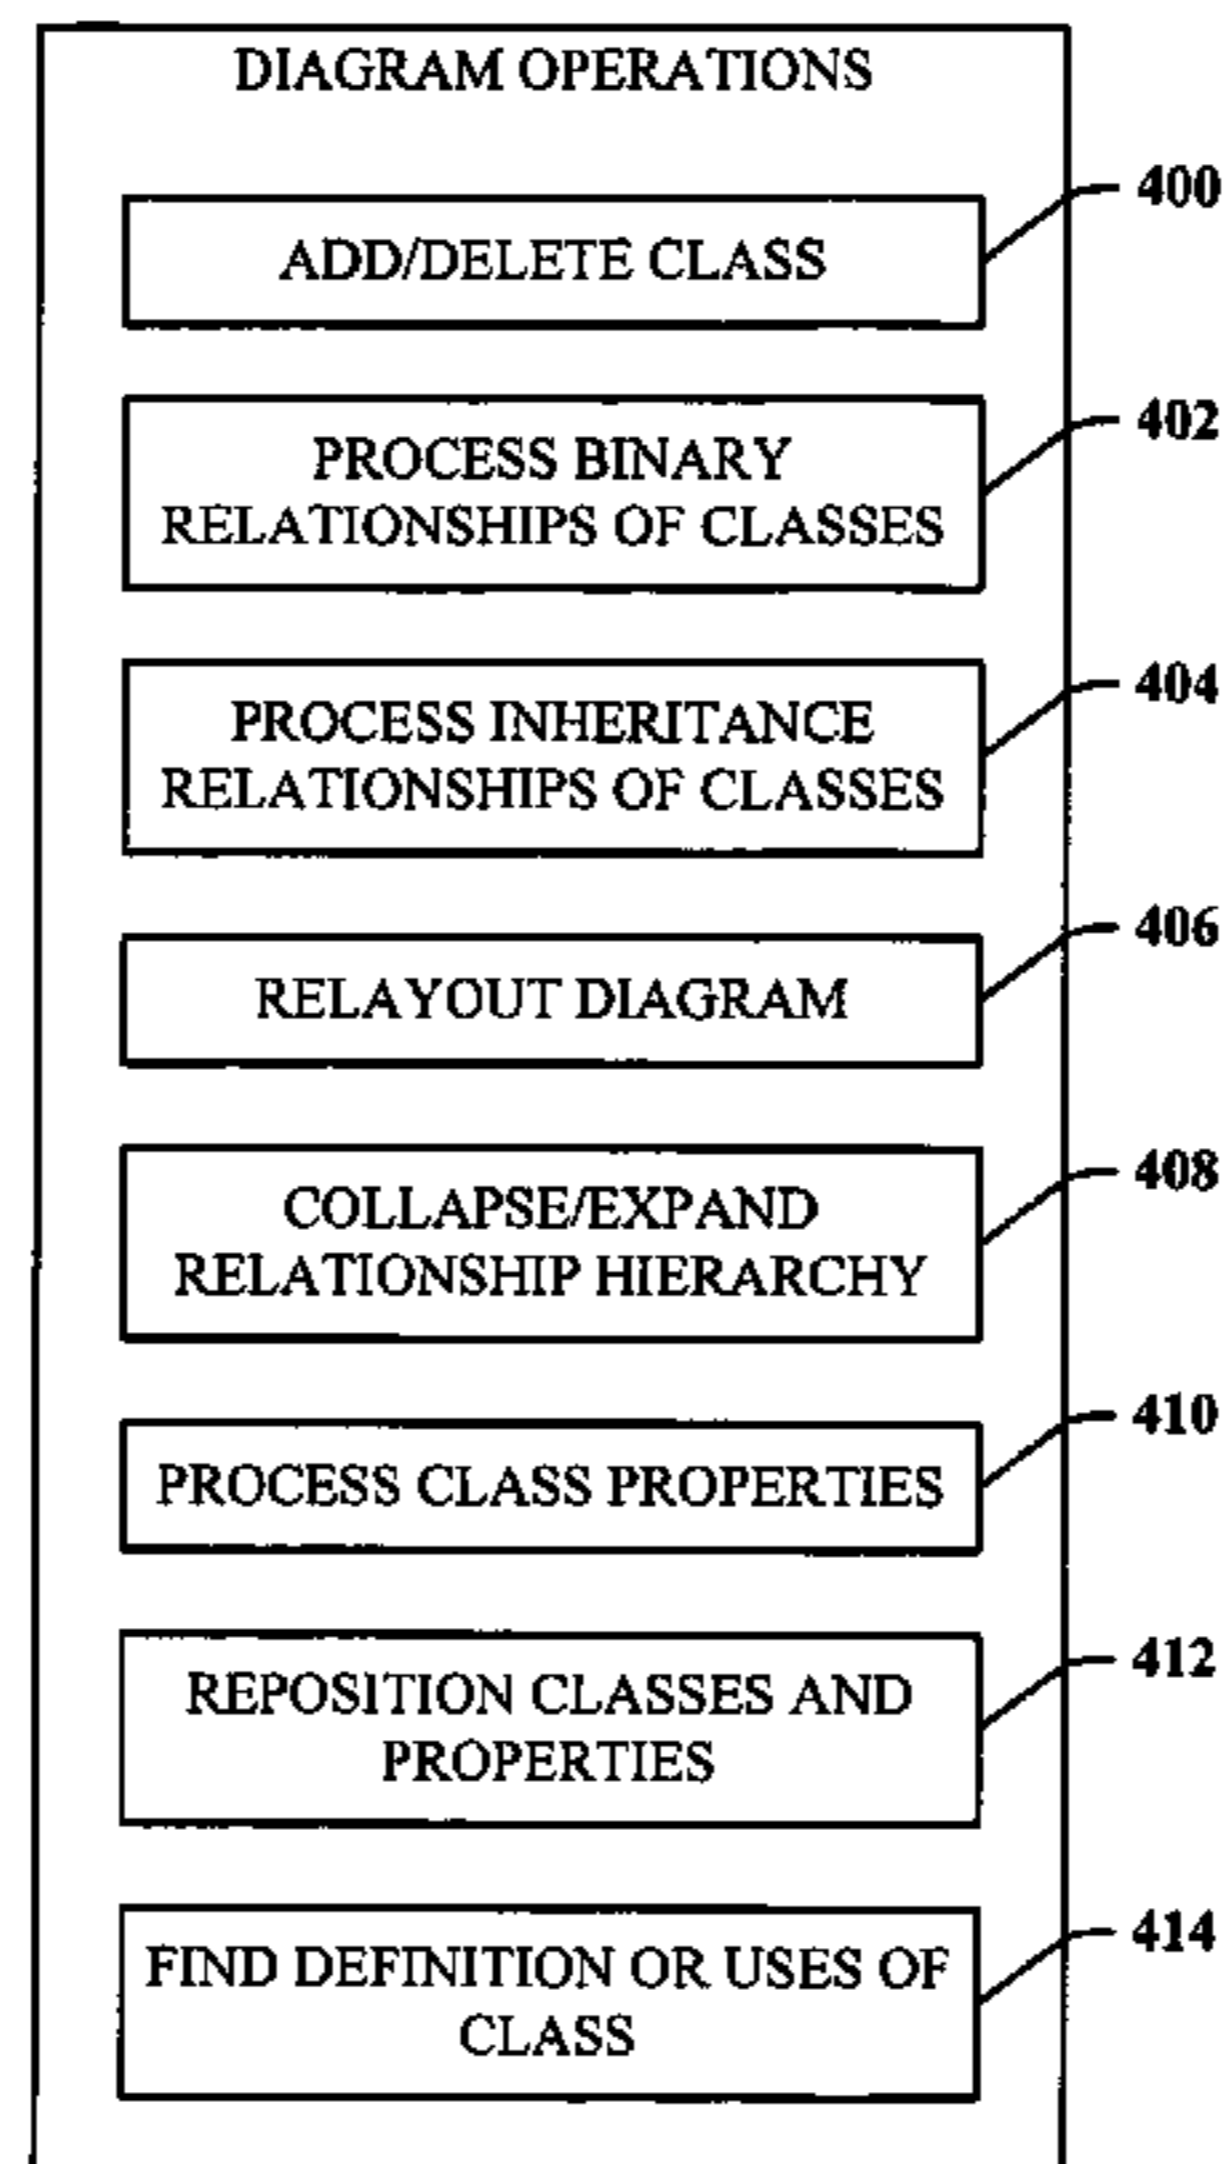 DIAGRAM OPERATIONS
400
ADD/DELETE CLASS
402
PROCESS BINARY
RELATIONSHIPS OF CLASSES
404
PROCESS INHERITANCE
RELATIONSHIPS OF CLASSES
406
RELAYOUT DIAGRAM
408
COLLAPSE/EXPAND
RELATIONSHIP HIERARCHY
410
PROCESS CLASS PROPERTIES
412
REPOSITION CLASSES AND
PROPERTIES
414
FIND DEFINITION OR USES OF
CLASS